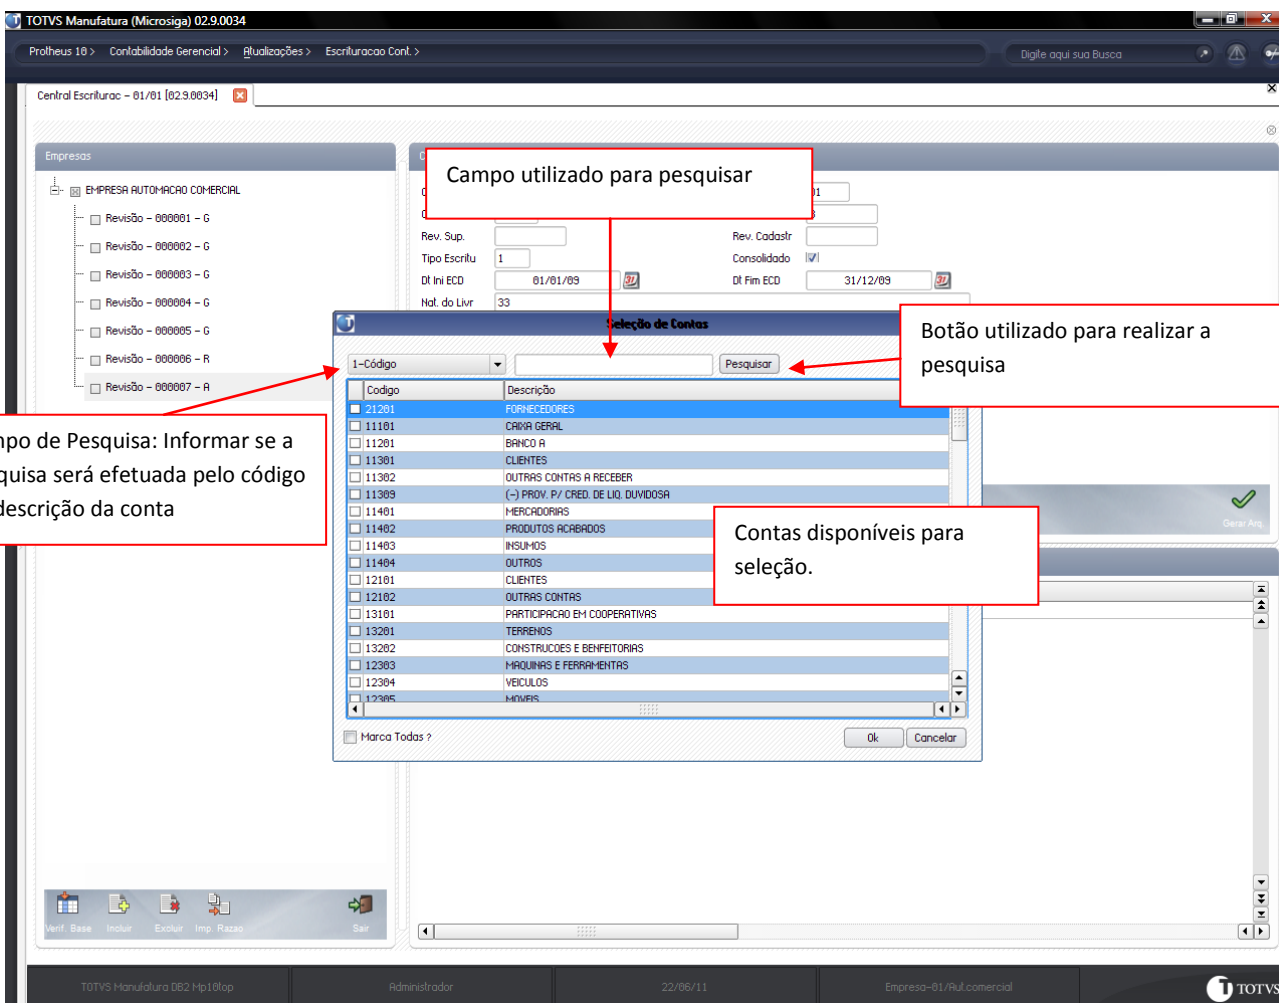 TOTVS Manufatura (Microsiga) 02.9.0034
Protheus 10 > Contabilidade Gerencial > Atualizações > Escrituracao Cont. >
Digite aqui sua Busca
Central Escriturac - 01/01 [02.9.0034]
Empresas
EMPRESA AUTOMACAO COMERCIAL
Revisão - 000001 - G
Revisão - 000002 - G
Revisão - 000003 - G
Revisão - 000004 - G
Revisão - 000005 - G
Revisão - 000006 - R
Revisão - 000007 - A
Campo utilizado para pesquisar
Rev. Sup.
Rev. Cadastr
Tipo Escritu 1
Consolidado
Dt Ini ECD 01/01/09
Dt Fim ECD 31/12/09
Nat. do Livr 33
Seleção de Contas
Botão utilizado para realizar a
pesquisa
1-Código
Pesquisar
Codigo Descrição
21201 FORNECEDORES
11101 CAIXA GERAL
11201 BANCO A
11301 CLIENTES
11302 OUTRAS CONTAS A RECEBER
11309 (-) PROV. P/ CRED. DE LIQ. DUVIDOSA
11401 MERCADORIAS
11402 PRODUTOS ACABADOS
11403 INSUMOS
11404 OUTROS
12101 CLIENTES
12102 OUTRAS CONTAS
13101 PARTICIPACAO EM COOPERATIVAS
13201 TERRENOS
13202 CONSTRUCOES E BENFEITORIAS
12303 MAQUINAS E FERRAMENTAS
12304 VEICULOS
12305 MOVEIS
po de Pesquisa: Informar se a
quisa será efetuada pelo código
descrição da conta
Contas disponíveis para
seleção.
Gerar Arq.
Marca Todas ?
Ok
Cancelar
Verif. Base
Incluir
Excluir
Imp. Razao
Sair
TOTVS Manufatura DB2 Mp10top
Administrador
22/06/11
Empresa-01/Aut.comercial
TOTVS